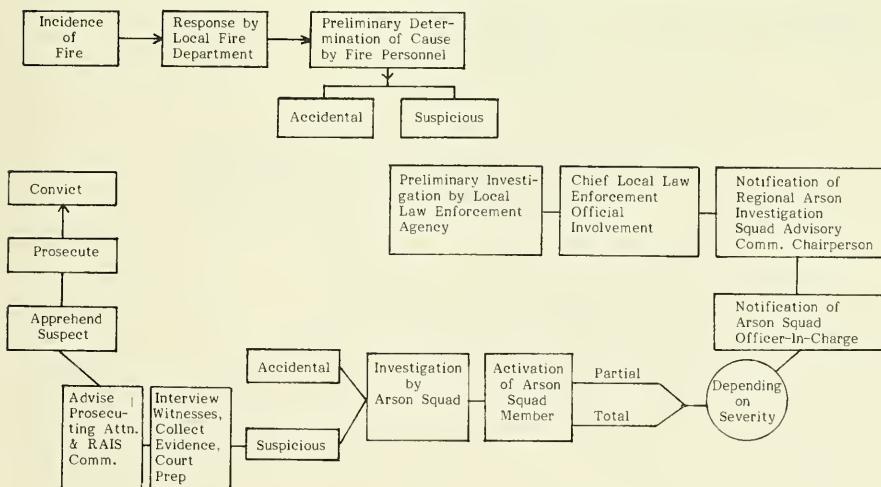 Incidence
of
Fire
Response by
Local Fire
Department
Preliminary Deter-
mination of Cause
by Fire Personnel
Accidental
Suspicious
Preliminary Investi-
gation by Local
Law Enforcement
Agency
Chief Local Law
Enforcement
Official
Involvement
Notification of
Regional Arson
Investigation
Squad Advisory
Comm. Chairperson
Notification of
Arson Squad
Officer-In-Charge
Depending
on
Severity
Partial
Total
Activation
of Arson
Squad
Member
Investigation
by
Arson Squad
Accidental
Suspicious
Interview
Witnesses,
Collect
Evidence,
Court
Prep
Advise
Prosecu-
ting Attn.
& RAIS
Comm.
Apprehend
Suspect
Prosecute
Convict